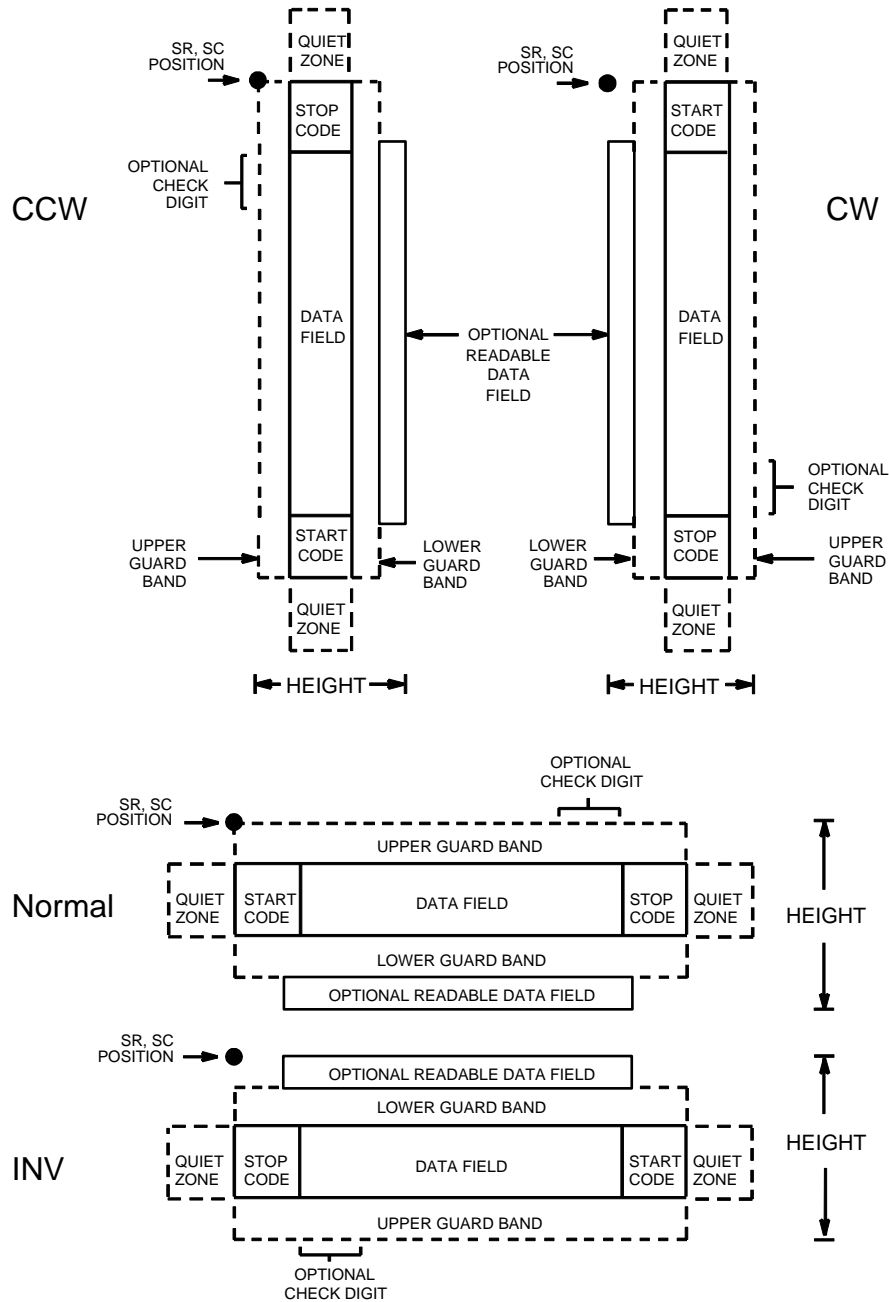 QUIET
ZONE
SR, SC
POSITION
STOP
CODE
OPTIONAL
CHECK
DIGIT
CCW
DATA
FIELD
START
CODE
UPPER
GUARD
BAND
LOWER
GUARD
BAND
QUIET
ZONE
HEIGHT
OPTIONAL
READABLE
DATA
FIELD
QUIET
ZONE
SR, SC
POSITION
START
CODE
CW
DATA
FIELD
OPTIONAL
CHECK
DIGIT
STOP
CODE
LOWER
GUARD
BAND
UPPER
GUARD
BAND
QUIET
ZONE
HEIGHT
OPTIONAL
CHECK DIGIT
SR, SC
POSITION
UPPER GUARD BAND
Normal
QUIET
ZONE
START
CODE
DATA FIELD
STOP
CODE
QUIET
ZONE
HEIGHT
LOWER GUARD BAND
OPTIONAL READABLE DATA FIELD
SR, SC
POSITION
OPTIONAL READABLE DATA FIELD
LOWER GUARD BAND
HEIGHT
INV
QUIET
ZONE
STOP
CODE
DATA FIELD
START
CODE
QUIET
ZONE
UPPER GUARD BAND
OPTIONAL
CHECK DIGIT